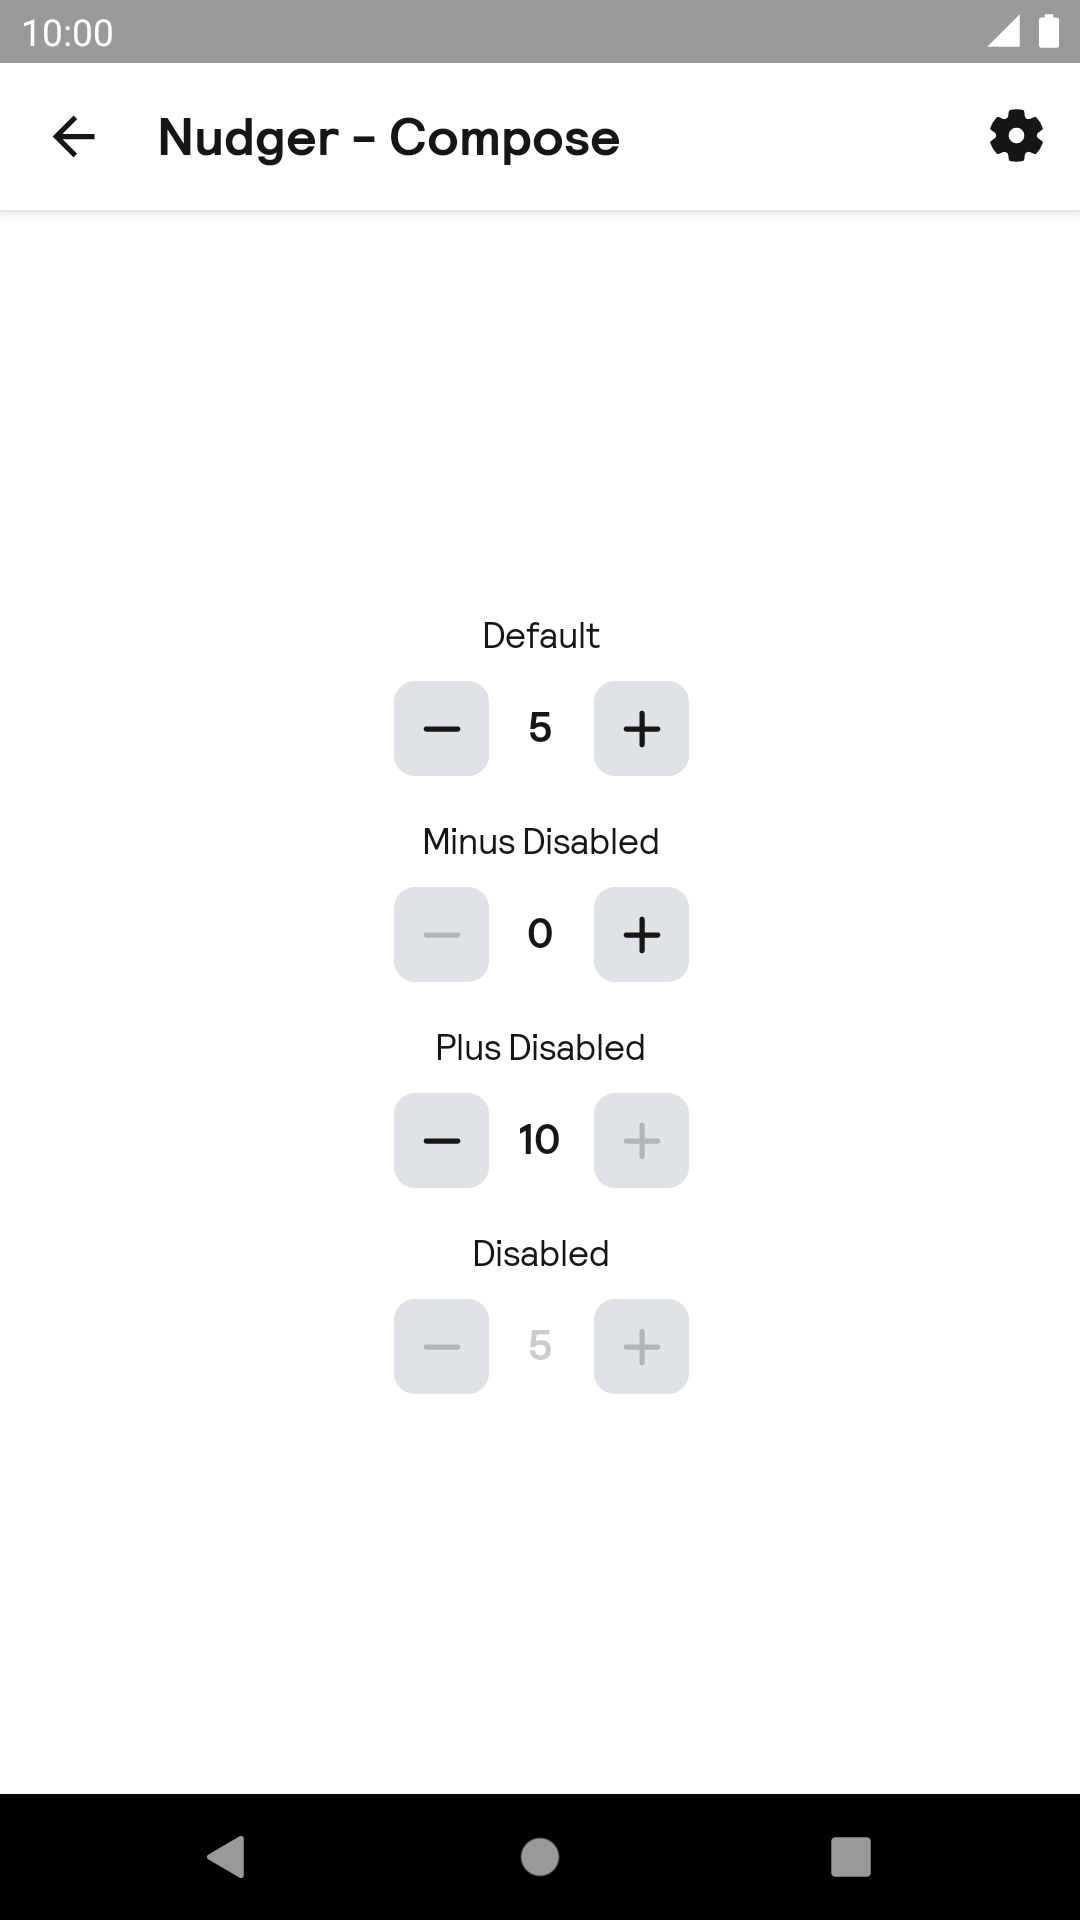 10:00
Nudger - Compose
Default
5
Minus Disabled
0
Plus Disabled
10
Disabled
5